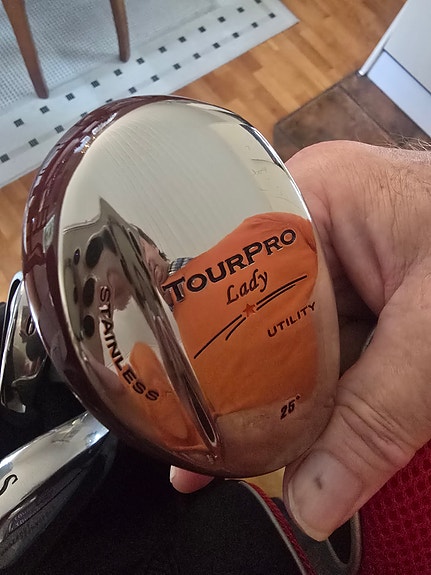 TOURPRO
Lady
UTILITY
STAINLESS
25°
S